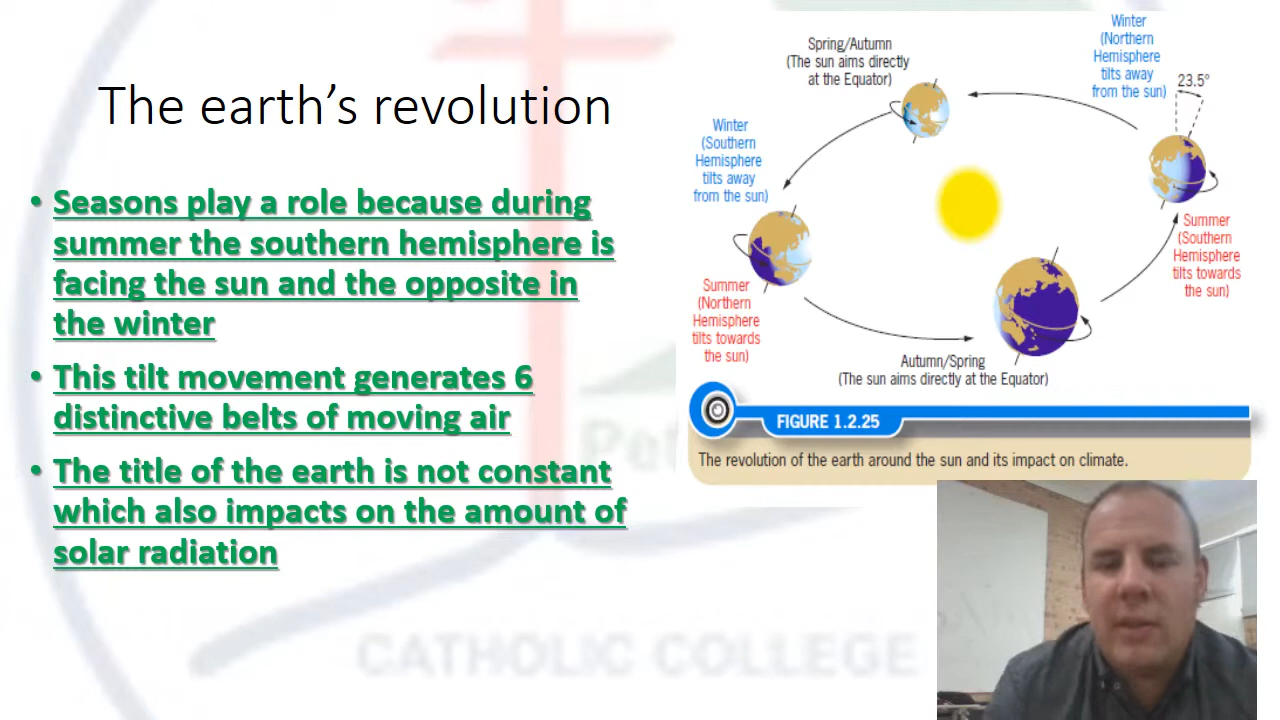 The earth's revolution
• Seasons play a role because during
summer the southern hemisphere is
facing the sun and the opposite in
the winter
• This tilt movement generates 6
distinctive belts of moving air
• The title of the earth is not constant
which also impacts on the amount of
solar radiation
Spring/Autumn
(The sun aims directly
at the Equator)
Winter
(Northern
Hemisphere
tilts away
from the sun)
23.5°
Winter
(Southern
Hemisphere
tilts away
from the sun)
Summer
(Southern
Hemisphere
tilts towards
the sun)
Summer
(Northern
Hemisphere
tilts towards
the sun)
Autumn/Spring
(The sun aims directly at the Equator)
FIGURE 1.2.25
The revolution of the earth around the sun and its impact on climate.
CATHOLIC COLLEGE